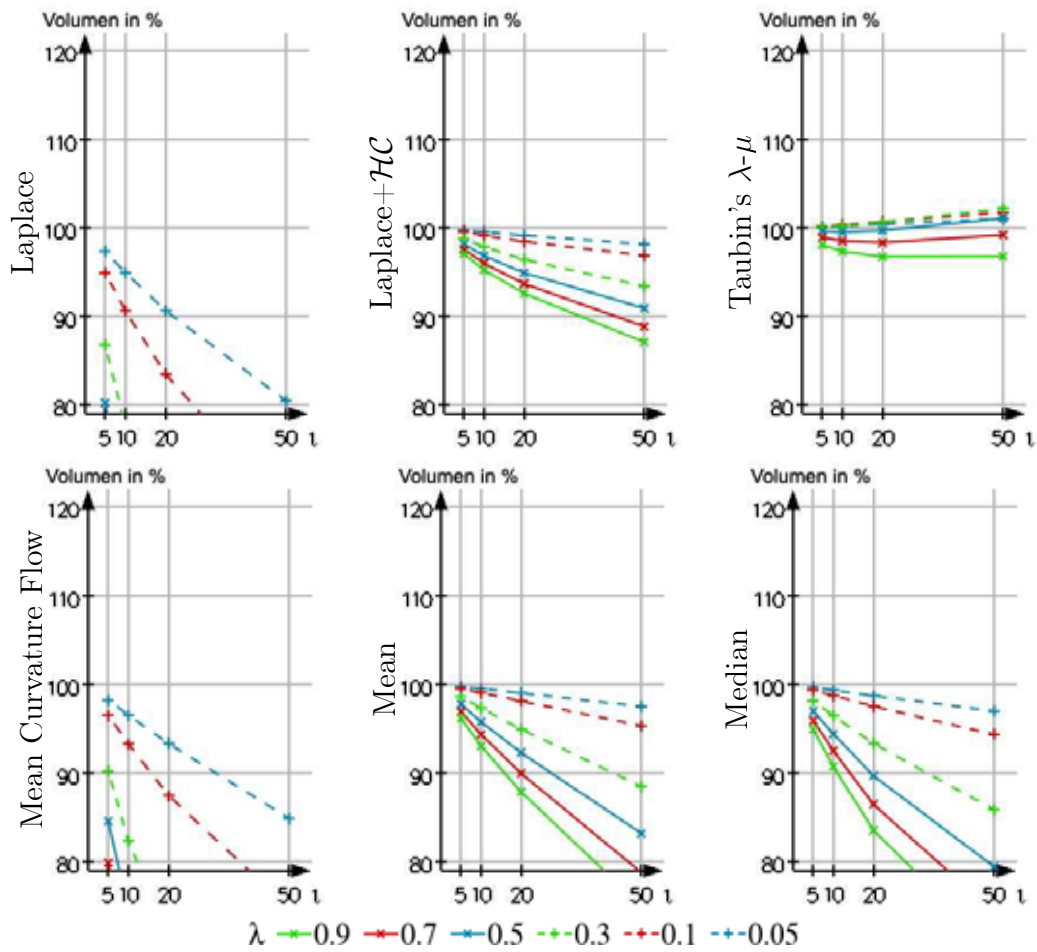 Volumen in %
120
110
100
90
80
5 10 20 50 ι
Laplace
Volumen in %
120
110
100
90
80
5 10 20 50 ι
Laplace+HC
Volumen in %
120
110
100
90
80
5 10 20 50 ι
Taubin's λ-μ
Volumen in %
120
110
100
90
80
5 10 20 50 ι
Mean Curvature Flow
Volumen in %
120
110
100
90
80
5 10 20 50 ι
Mean
Volumen in %
120
110
100
90
80
5 10 20 50 ι
Median
λ 0.9 0.7 0.5 0.3 0.1 0.05